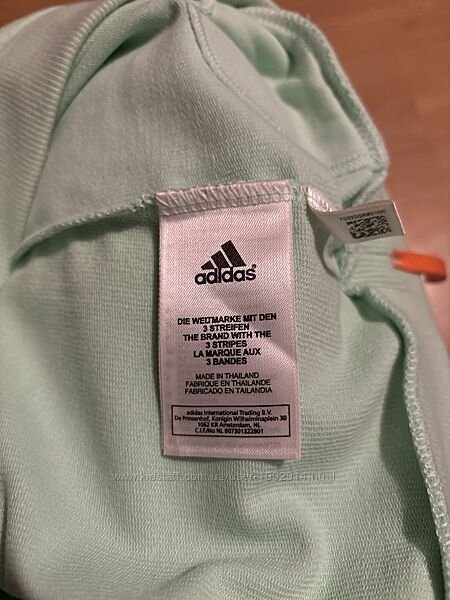 adidas
DIE WELTMARKE MIT DEN
3 STREIFEN
THE BRAND WITH THE
3 STRIPES
LA MARQUE AUX
3 BANDES
MADE IN THAILAND
FABRIQUE EN THAILANDE
FABRICADO EN TAILANDIA
adidas International Trading B.V.
De Prinsenhof, Konigin Wilhelminaplein 30
1062 KR Amsterdam, NL
C.I.F/No NL 807301322B01